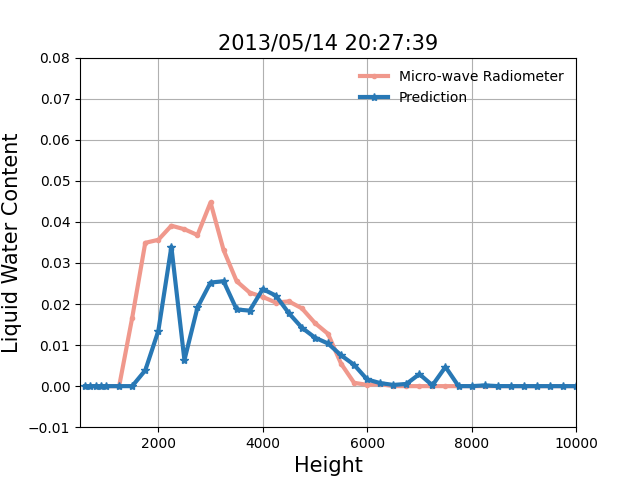 2013/05/14 20:27:39
0.08
0.07
0.06
0.05
0.04
0.03
0.02
0.01
0.00
−0.01
Liquid Water Content
Micro-wave Radiometer
Prediction
2000 4000 6000 8000 10000
Height